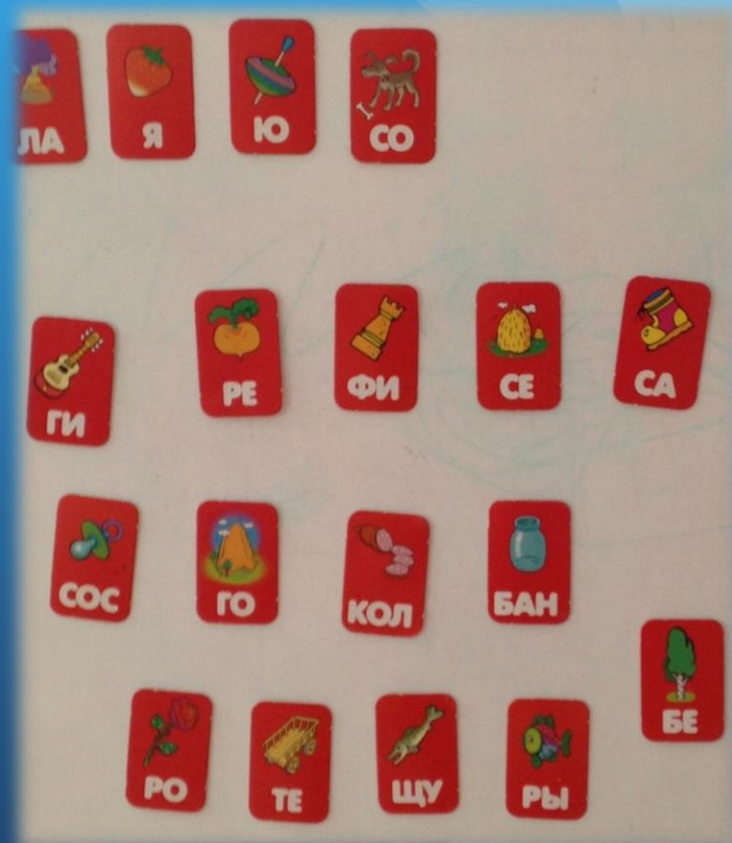 ЛА Я Ю СО
ГИ РЕ ФИ СЕ СА
СОС ГО КОЛ БАН
БЕ
РО ТЕ ЩУ РЫ